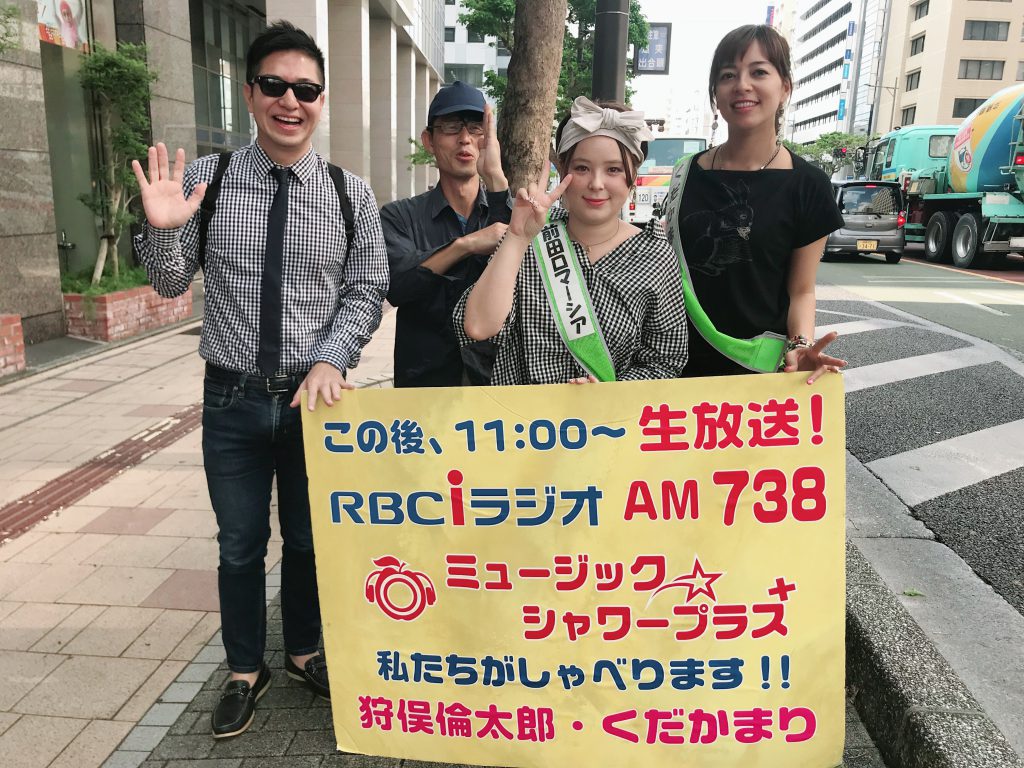 前田ロマーシア
この後、11:00〜 生放送!
RBCiラジオ AM 738
ミュージック
シャワープラス+
私たちがしゃべります!!
狩俣倫太郎・くだかまり